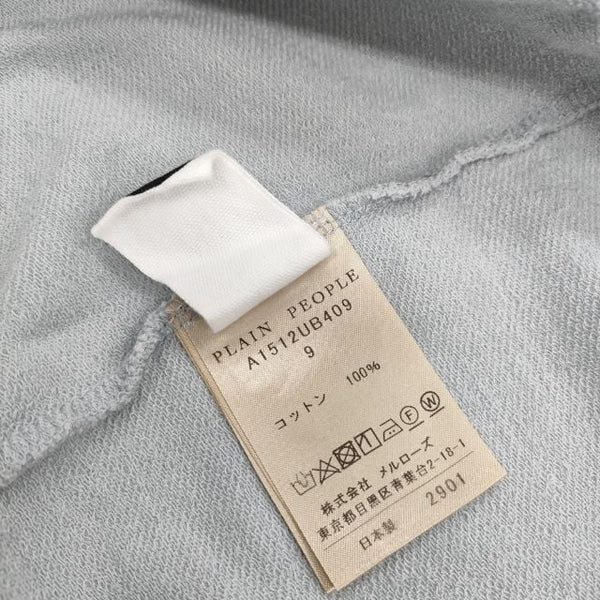 PLAIN PEOPLE
A1512UB409
9
コットン 100%
F W
株式会社 メルローズ
東京都目黒区青葉台2-18-1
日本製 2901